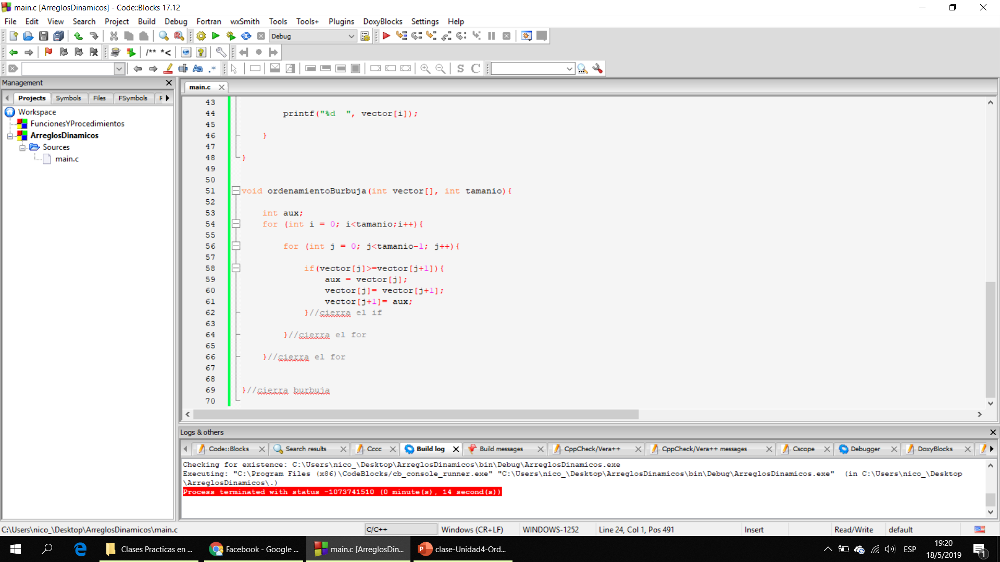 main.c [ArreglosDinamicos] - Code::Blocks 17.12
File Edit View Search Project Build Debug Fortran wxSmith Tools Tools+ Plugins DoxyBlocks Settings Help
Debug
/** *<
Aa .*
S C
Management
main.c
Projects Symbols Files FSymbols
Workspace
FuncionesYProcedimientos
ArreglosDinamicos
Sources
main.c
43
44 printf("%d  ", vector[i]);
45
46 }
47
48 }
49
50
51 void ordenamientoBurbuja(int vector[], int tamanio){
52
53 int aux;
54 for (int i = 0; i<tamanio;i++){
55
56 for (int j = 0; j<tamanio-1; j++){
57
58 if(vector[j]>=vector[j+1]){
59 aux = vector[j];
60 vector[j]= vector[j+1];
61 vector[j+1]= aux;
62 }//cierra el if
63
64 }//cierra el for
65
66 }//cierra el for
67
68
69 }//cierra burbuja
70
Logs & others
Code::Blocks Search results Cccc Build log Build messages CppCheck/Vera++ CppCheck/Vera++ messages Cscope Debugger DoxyBlocks
Checking for existence: C:\Users\nico_\Desktop\ArreglosDinamicos\bin\Debug\ArreglosDinamicos.exe
Executing: "C:\Program Files (x86)\CodeBlocks/cb_console_runner.exe" "C:\Users\nico_\Desktop\ArreglosDinamicos\bin\Debug\ArreglosDinamicos.exe"  (in C:\Users\nico_\Desktop
\ArreglosDinamicos\.)
Process terminated with status -1073741510 (0 minute(s), 14 second(s))
C:\Users\nico_\Desktop\ArreglosDinamicos\main.c C/C++ Windows (CR+LF) WINDOWS-1252 Line 24, Col 1, Pos 491 Insert Read/Write default
Clases Practicas en ... Facebook - Google ... main.c [ArreglosDin... clase-Unidad4-Ord... ESP
19:20
18/5/2019
1